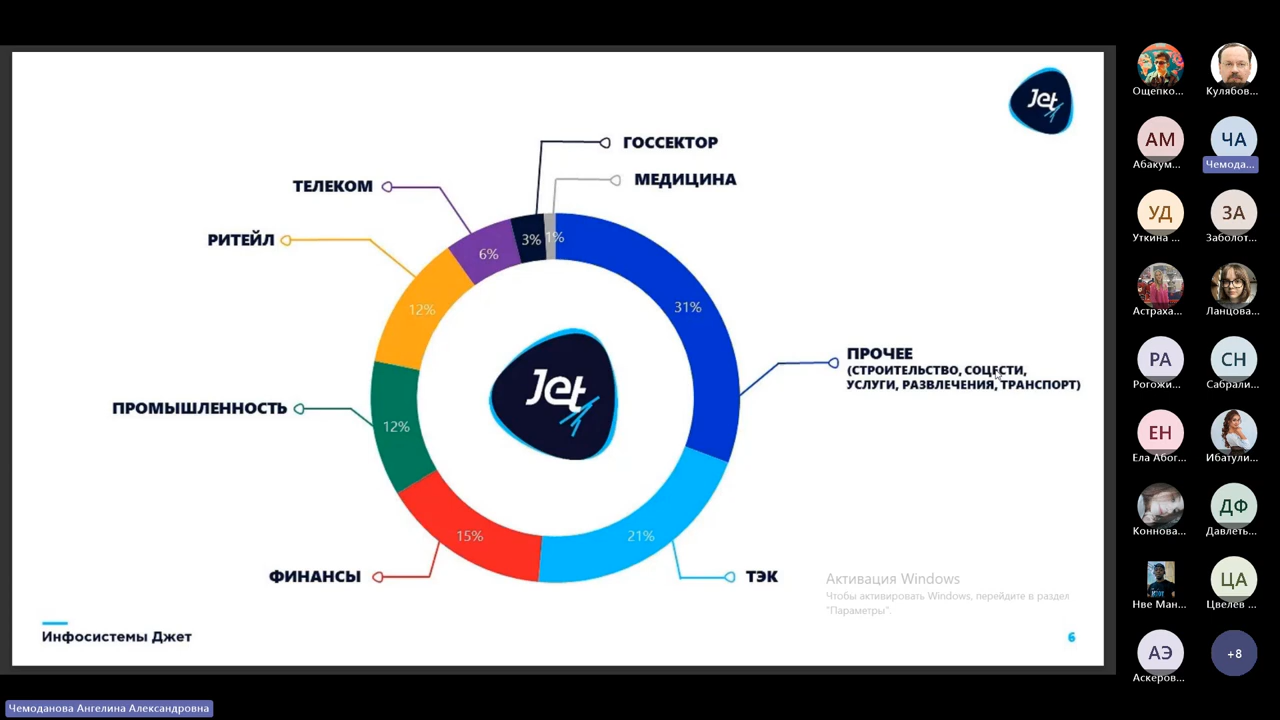 Jet
ГОССЕКТОР
МЕДИЦИНА
ТЕЛЕКОМ
РИТЕЙЛ
3%
1%
6%
12%
31%
ПРОЧЕЕ
(СТРОИТЕЛЬСТВО, СОЦСЕТИ,
УСЛУГИ, РАЗВЛЕЧЕНИЯ, ТРАНСПОРТ)
Jet
ПРОМЫШЛЕННОСТЬ
12%
15%
21%
ФИНАНСЫ
ТЭК
Активация Windows
Чтобы активировать Windows, перейдите в раздел
"Параметры".
Инфосистемы Джет
6
Ощепко...
Кулябов...
АМ
ЧА
Абакум...
Чемода...
УД
ЗА
Уткина ...
Заболот...
Астраха...
Ланцова...
РА
СН
Рогожи...
Сабрали...
ЕН
Ела Абог...
Ибатули...
ДФ
Коннова...
Давлеть...
ЦА
Нве Ман...
Цвелев ...
АЭ
+8
Аскеров...
Чемоданова Ангелина Александровна